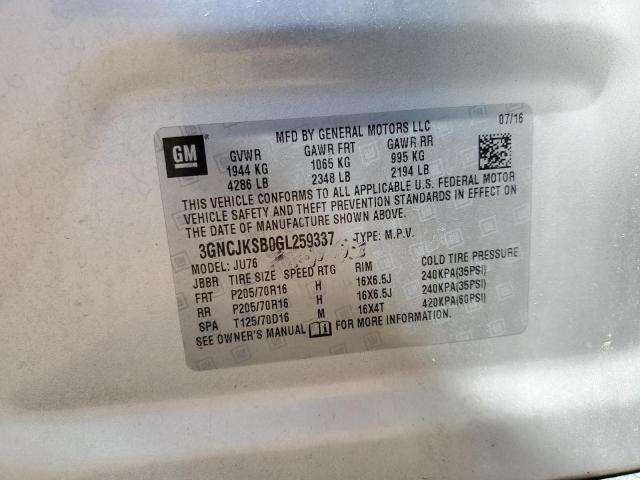 MFD BY GENERAL MOTORS LLC 07/16
GM GVWR GAWR FRT GAWR RR
1944 KG 1065 KG 995 KG
4286 LB 2348 LB 2194 LB
THIS VEHICLE CONFORMS TO ALL APPLICABLE U.S. FEDERAL MOTOR
VEHICLE SAFETY AND THEFT PREVENTION STANDARDS IN EFFECT ON
THE DATE OF MANUFACTURE SHOWN ABOVE.
3GNCJKSB0GL259337 TYPE: M.P.V.
MODEL: JU76
JBBR TIRE SIZE SPEED RTG RIM COLD TIRE PRESSURE
FRT P205/70R16 H 16X6.5J 240KPA(35PSI)
RR P205/70R16 H 16X6.5J 240KPA(35PSI)
SPA T125/70D16 M 16X4T 420KPA(60PSI)
SEE OWNER'S MANUAL FOR MORE INFORMATION.